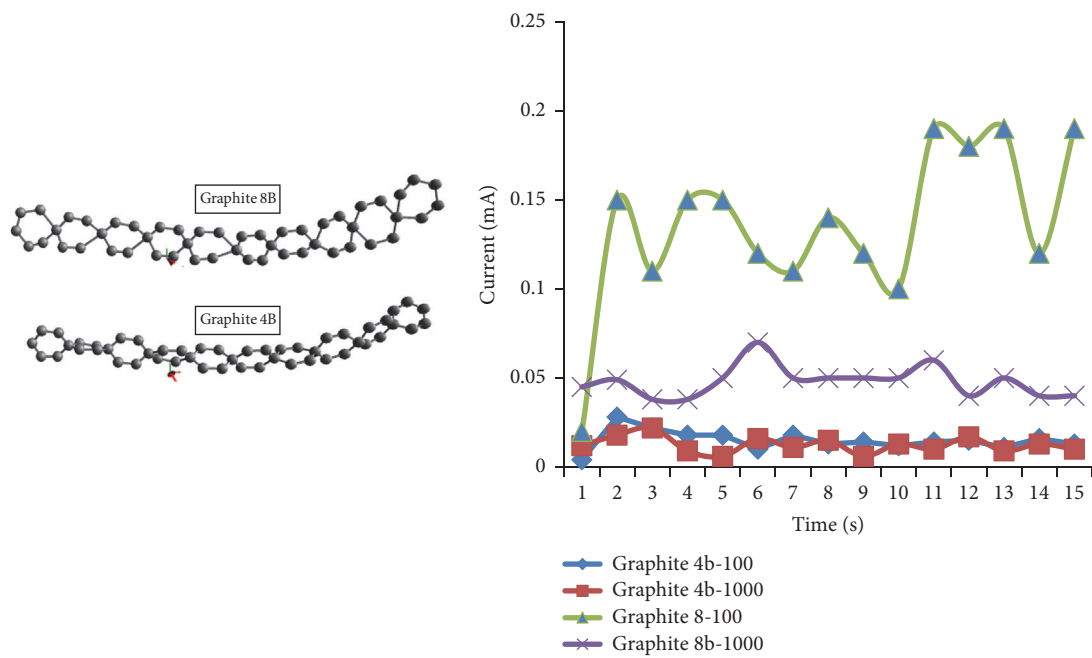 Graphite 8B
Graphite 4B
Current (mA)
0.25
0.2
0.15
0.1
0.05
0
1 2 3 4 5 6 7 8 9 10 11 12 13 14 15
Time (s)
Graphite 4b-100
Graphite 4b-1000
Graphite 8-100
Graphite 8b-1000